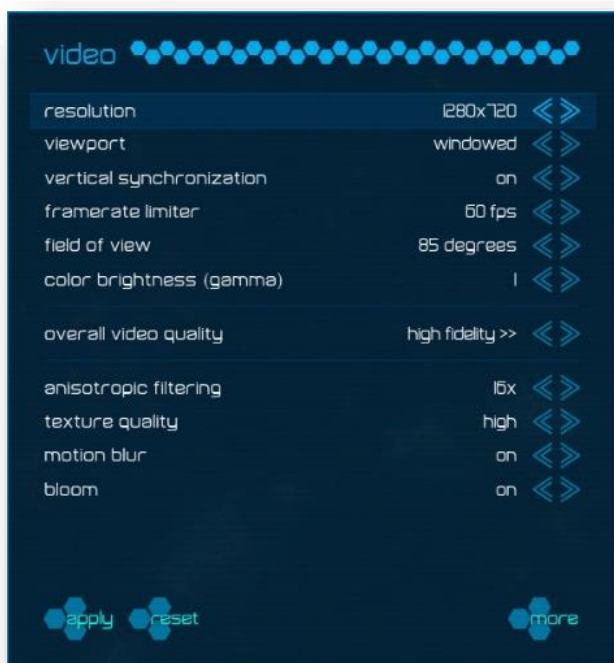 video
resolution 1280x720
viewport windowed
vertical synchronization on
framerate limiter 60 fps
field of view 85 degrees
color brightness (gamma) 1
overall video quality high fidelity >>
anisotropic filtering 16x
texture quality high
motion blur on
bloom on
apply reset more